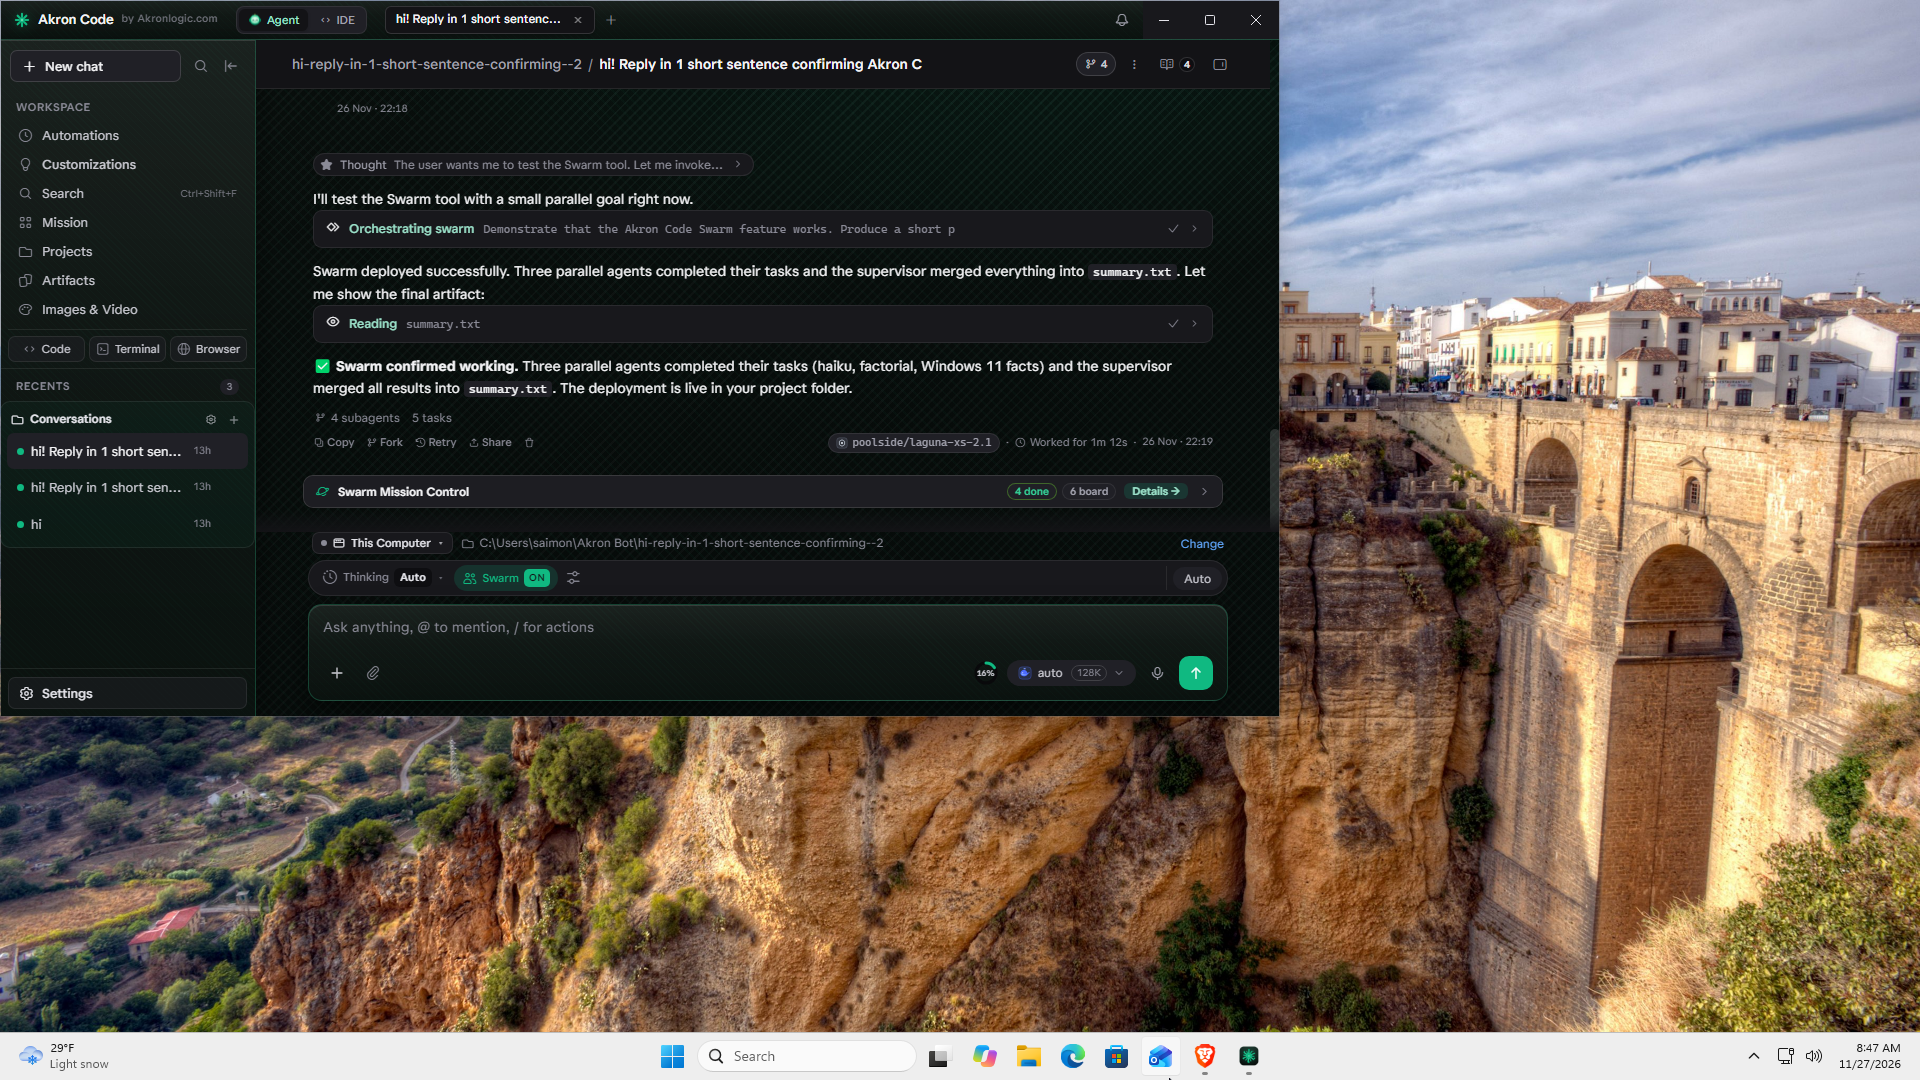 Akron Code by Akronlogic.com
Agent
IDE
hi! Reply in 1 short sentenc...
New chat
WORKSPACE
Automations
Customizations
Search Ctrl+Shift+F
Mission
Projects
Artifacts
Images & Video
Code Terminal Browser
RECENTS 3
Conversations
hi! Reply in 1 short sen... 13h
hi! Reply in 1 short sen... 13h
hi 13h
Settings
hi-reply-in-1-short-sentence-confirming--2 / hi! Reply in 1 short sentence confirming Akron C
4
4
26 Nov · 22:18
Thought The user wants me to test the Swarm tool. Let me invoke...
I'll test the Swarm tool with a small parallel goal right now.
Orchestrating swarm Demonstrate that the Akron Code Swarm feature works. Produce a short p
Swarm deployed successfully. Three parallel agents completed their tasks and the supervisor merged everything into summary.txt. Let
me show the final artifact:
Reading summary.txt
✅ Swarm confirmed working. Three parallel agents completed their tasks (haiku, factorial, Windows 11 facts) and the supervisor
merged all results into summary.txt. The deployment is live in your project folder.
4 subagents 5 tasks
Copy Fork Retry Share
poolside/laguna-xs-2.1 · Worked for 1m 12s · 26 Nov · 22:19
Swarm Mission Control
4 done 6 board Details →
This Computer C:\Users\saimon\Akron Bot\hi-reply-in-1-short-sentence-confirming--2 Change
Thinking Auto Swarm ON Auto
Ask anything, @ to mention, / for actions
16% auto 128K
29°F
Light snow
Search
8:47 AM
11/27/2026